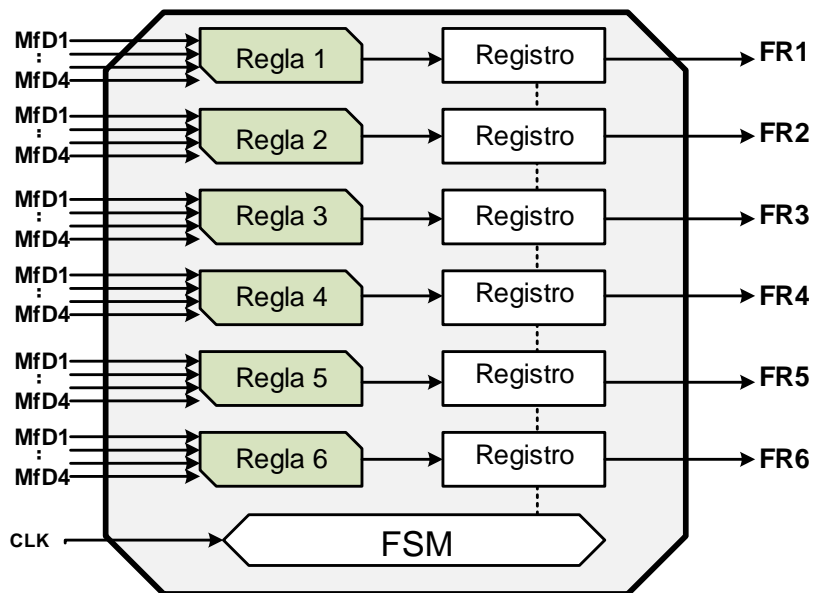 MfD1
MfD4
Regla 1
Registro
FR1
MfD1
MfD4
Regla 2
Registro
FR2
MfD1
MfD4
Regla 3
Registro
FR3
MfD1
MfD4
Regla 4
Registro
FR4
MfD1
MfD4
Regla 5
Registro
FR5
MfD1
MfD4
Regla 6
Registro
FR6
CLK
FSM